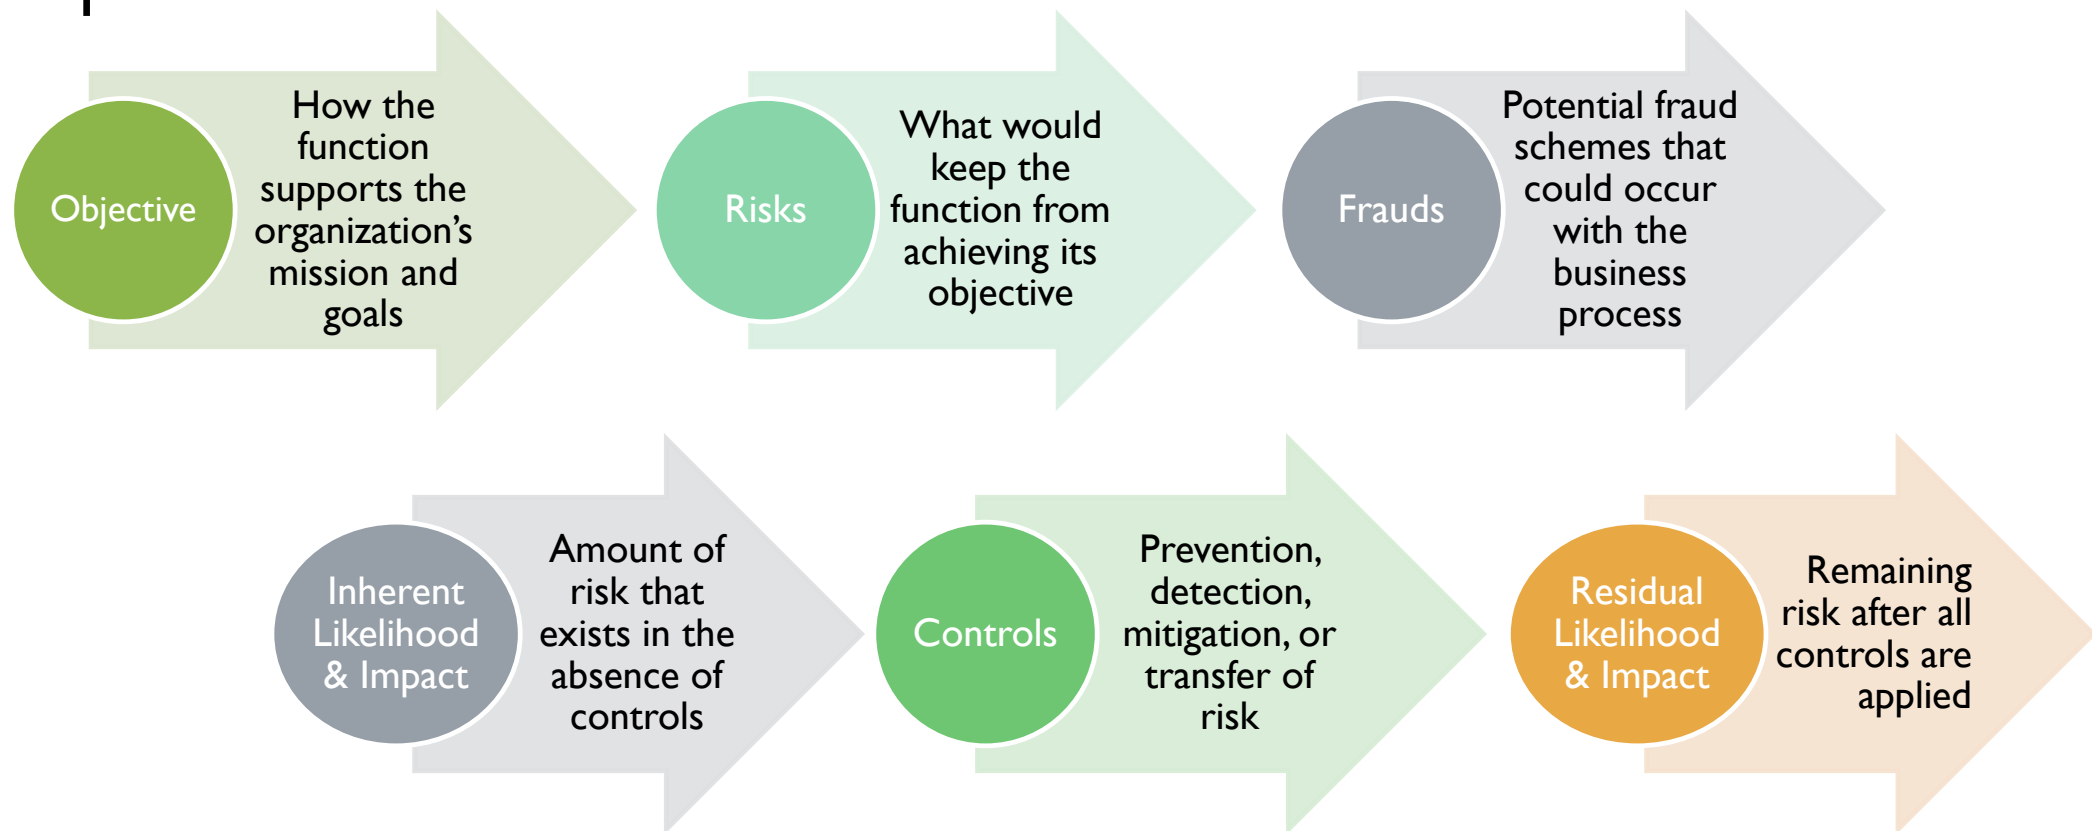 Objective
How the
function
supports the
organization’s
mission and
goals
Risks
What would
keep the
function from
achieving its
objective
Frauds
Potential fraud
schemes that
could occur
with the
business
process
Inherent
Likelihood
& Impact
Amount of
risk that
exists in the
absence of
controls
Controls
Prevention,
detection,
mitigation, or
transfer of
risk
Residual
Likelihood
& Impact
Remaining
risk after all
controls are
applied